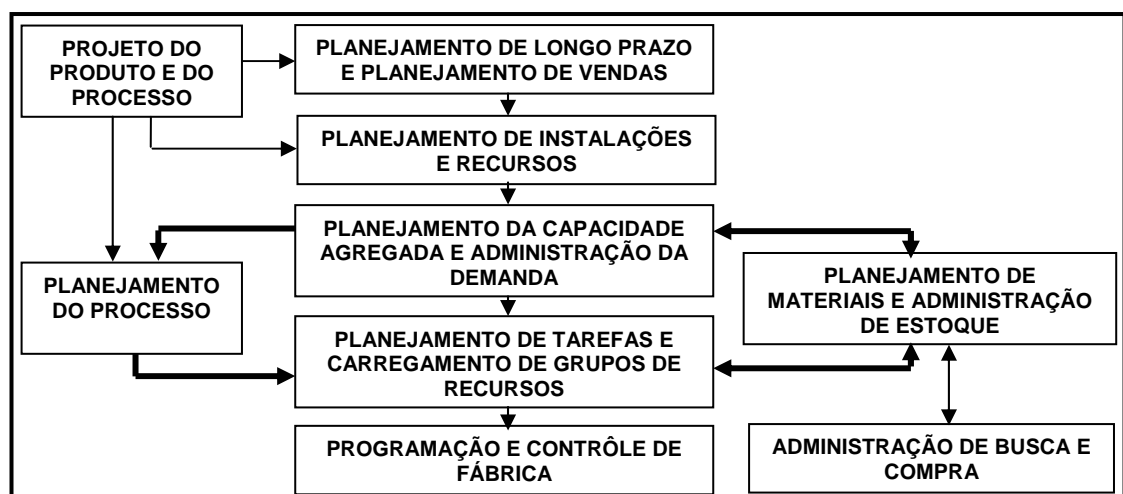 PROJETO DO
PRODUTO E DO
PROCESSO
PLANEJAMENTO DE LONGO PRAZO
E PLANEJAMENTO DE VENDAS
PLANEJAMENTO DE INSTALAÇÕES
E RECURSOS
PLANEJAMENTO DA CAPACIDADE
AGREGADA E ADMINISTRAÇÃO DA
DEMANDA
PLANEJAMENTO
DO PROCESSO
PLANEJAMENTO DE
MATERIAIS E ADMINISTRAÇÃO
DE ESTOQUE
PLANEJAMENTO DE TAREFAS E
CARREGAMENTO DE GRUPOS DE
RECURSOS
PROGRAMAÇÃO E CONTRÔLE DE
FÁBRICA
ADMINISTRAÇÃO DE BUSCA E
COMPRA